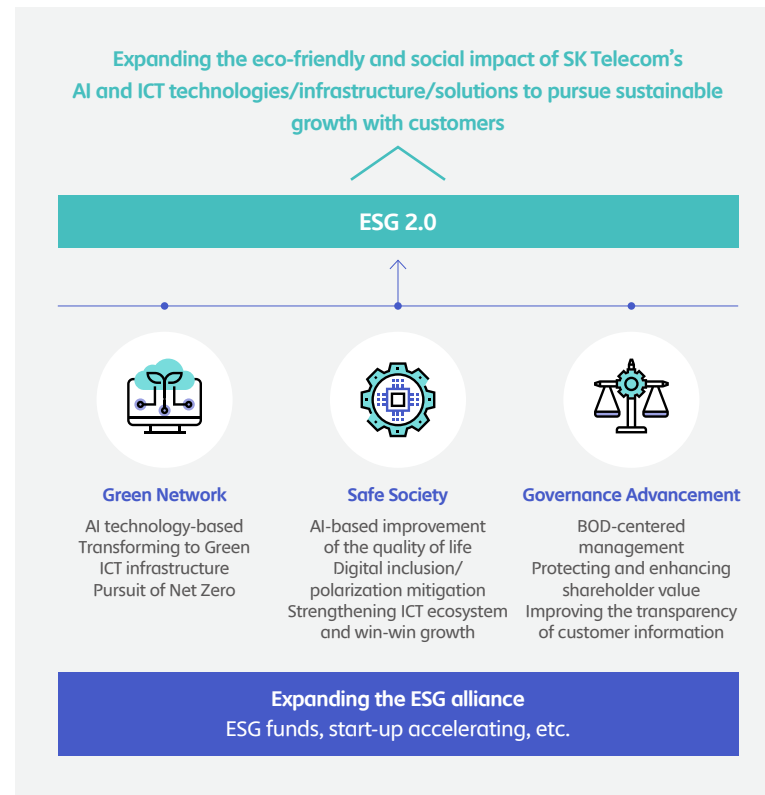 Expanding the eco-friendly and social impact of SK Telecom's
AI and ICT technologies/infrastructure/solutions to pursue sustainable
growth with customers
ESG 2.0
Green Network
AI technology-based
Transforming to Green
ICT infrastructure
Pursuit of Net Zero
Safe Society
AI-based improvement
of the quality of life
Digital inclusion/
polarization mitigation
Strengthening ICT ecosystem
and win-win growth
Governance Advancement
BOD-centered
management
Protecting and enhancing
shareholder value
Improving the transparency
of customer information
Expanding the ESG alliance
ESG funds, start-up accelerating, etc.